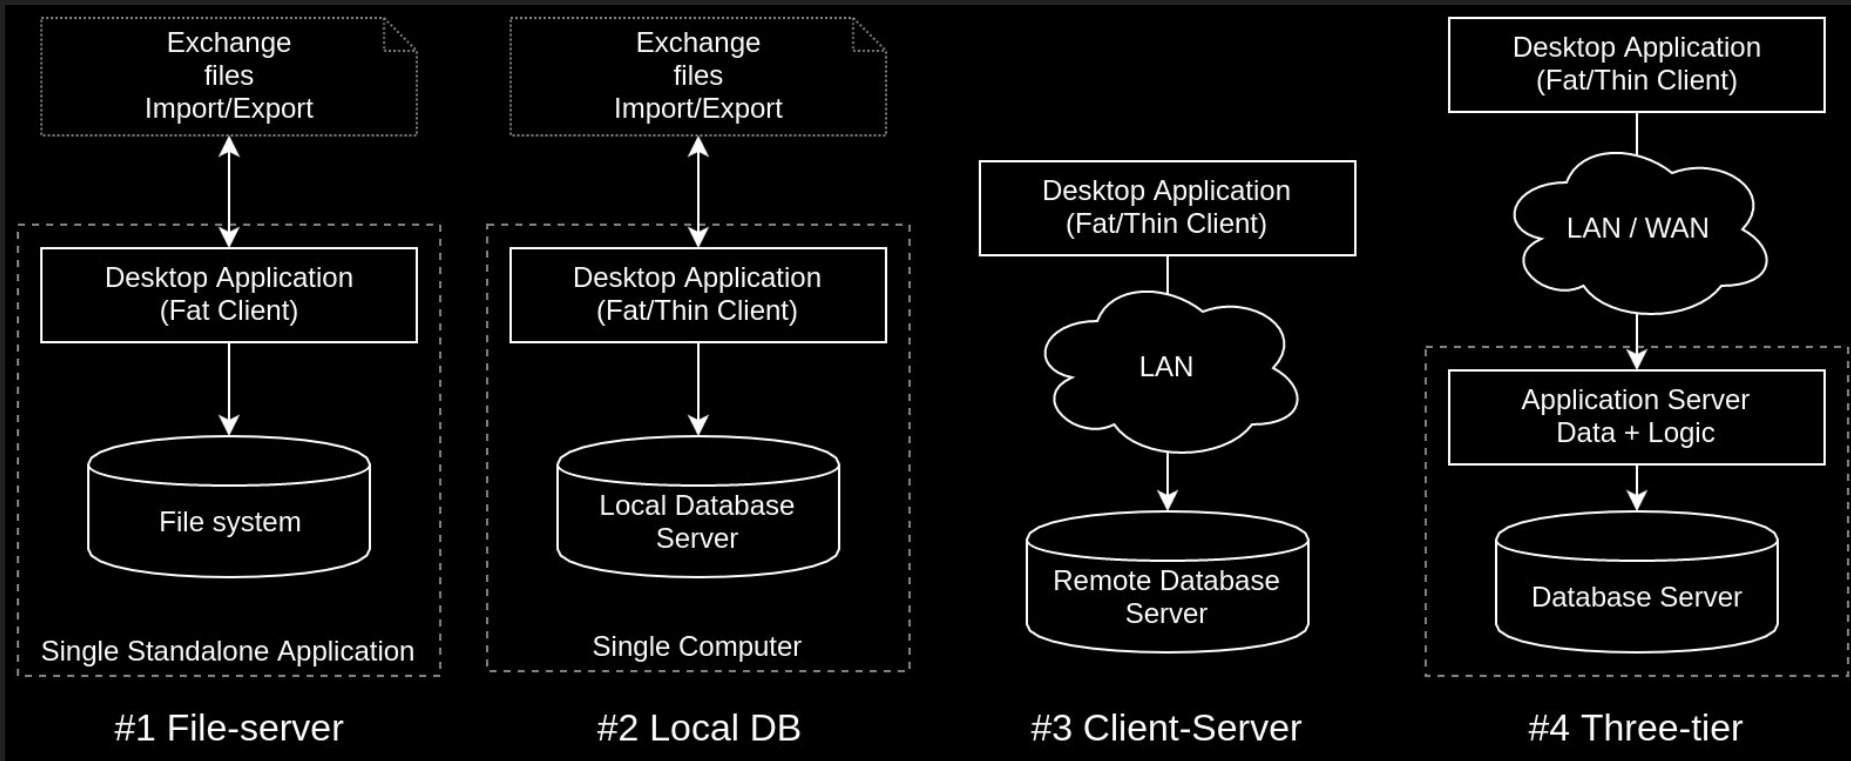 Exchange
files
Import/Export
Desktop Application
(Fat Client)
File system
Single Standalone Application
#1 File-server
Exchange
files
Import/Export
Desktop Application
(Fat/Thin Client)
Local Database
Server
Single Computer
#2 Local DB
Desktop Application
(Fat/Thin Client)
LAN
Remote Database
Server
#3 Client-Server
Desktop Application
(Fat/Thin Client)
LAN / WAN
Application Server
Data + Logic
Database Server
#4 Three-tier